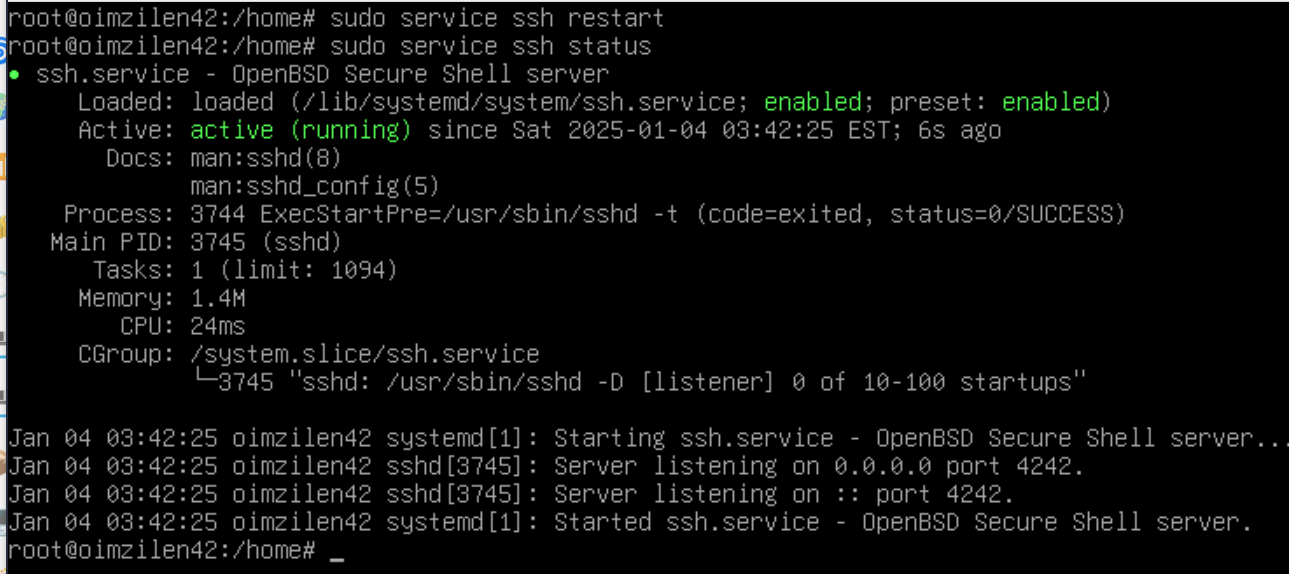 root@oimzilen42:/home# sudo service ssh restart
root@oimzilen42:/home# sudo service ssh status
● ssh.service - OpenBSD Secure Shell server
     Loaded: loaded (/lib/systemd/system/ssh.service; enabled; preset: enabled)
     Active: active (running) since Sat 2025-01-04 03:42:25 EST; 6s ago
       Docs: man:sshd(8)
             man:sshd_config(5)
    Process: 3744 ExecStartPre=/usr/sbin/sshd -t (code=exited, status=0/SUCCESS)
   Main PID: 3745 (sshd)
      Tasks: 1 (limit: 1094)
     Memory: 1.4M
        CPU: 24ms
     CGroup: /system.slice/ssh.service
             └─3745 "sshd: /usr/sbin/sshd -D [listener] 0 of 10-100 startups"
Jan 04 03:42:25 oimzilen42 systemd[1]: Starting ssh.service - OpenBSD Secure Shell server...
Jan 04 03:42:25 oimzilen42 sshd[3745]: Server listening on 0.0.0.0 port 4242.
Jan 04 03:42:25 oimzilen42 sshd[3745]: Server listening on :: port 4242.
Jan 04 03:42:25 oimzilen42 systemd[1]: Started ssh.service - OpenBSD Secure Shell server.
root@oimzilen42:/home# _